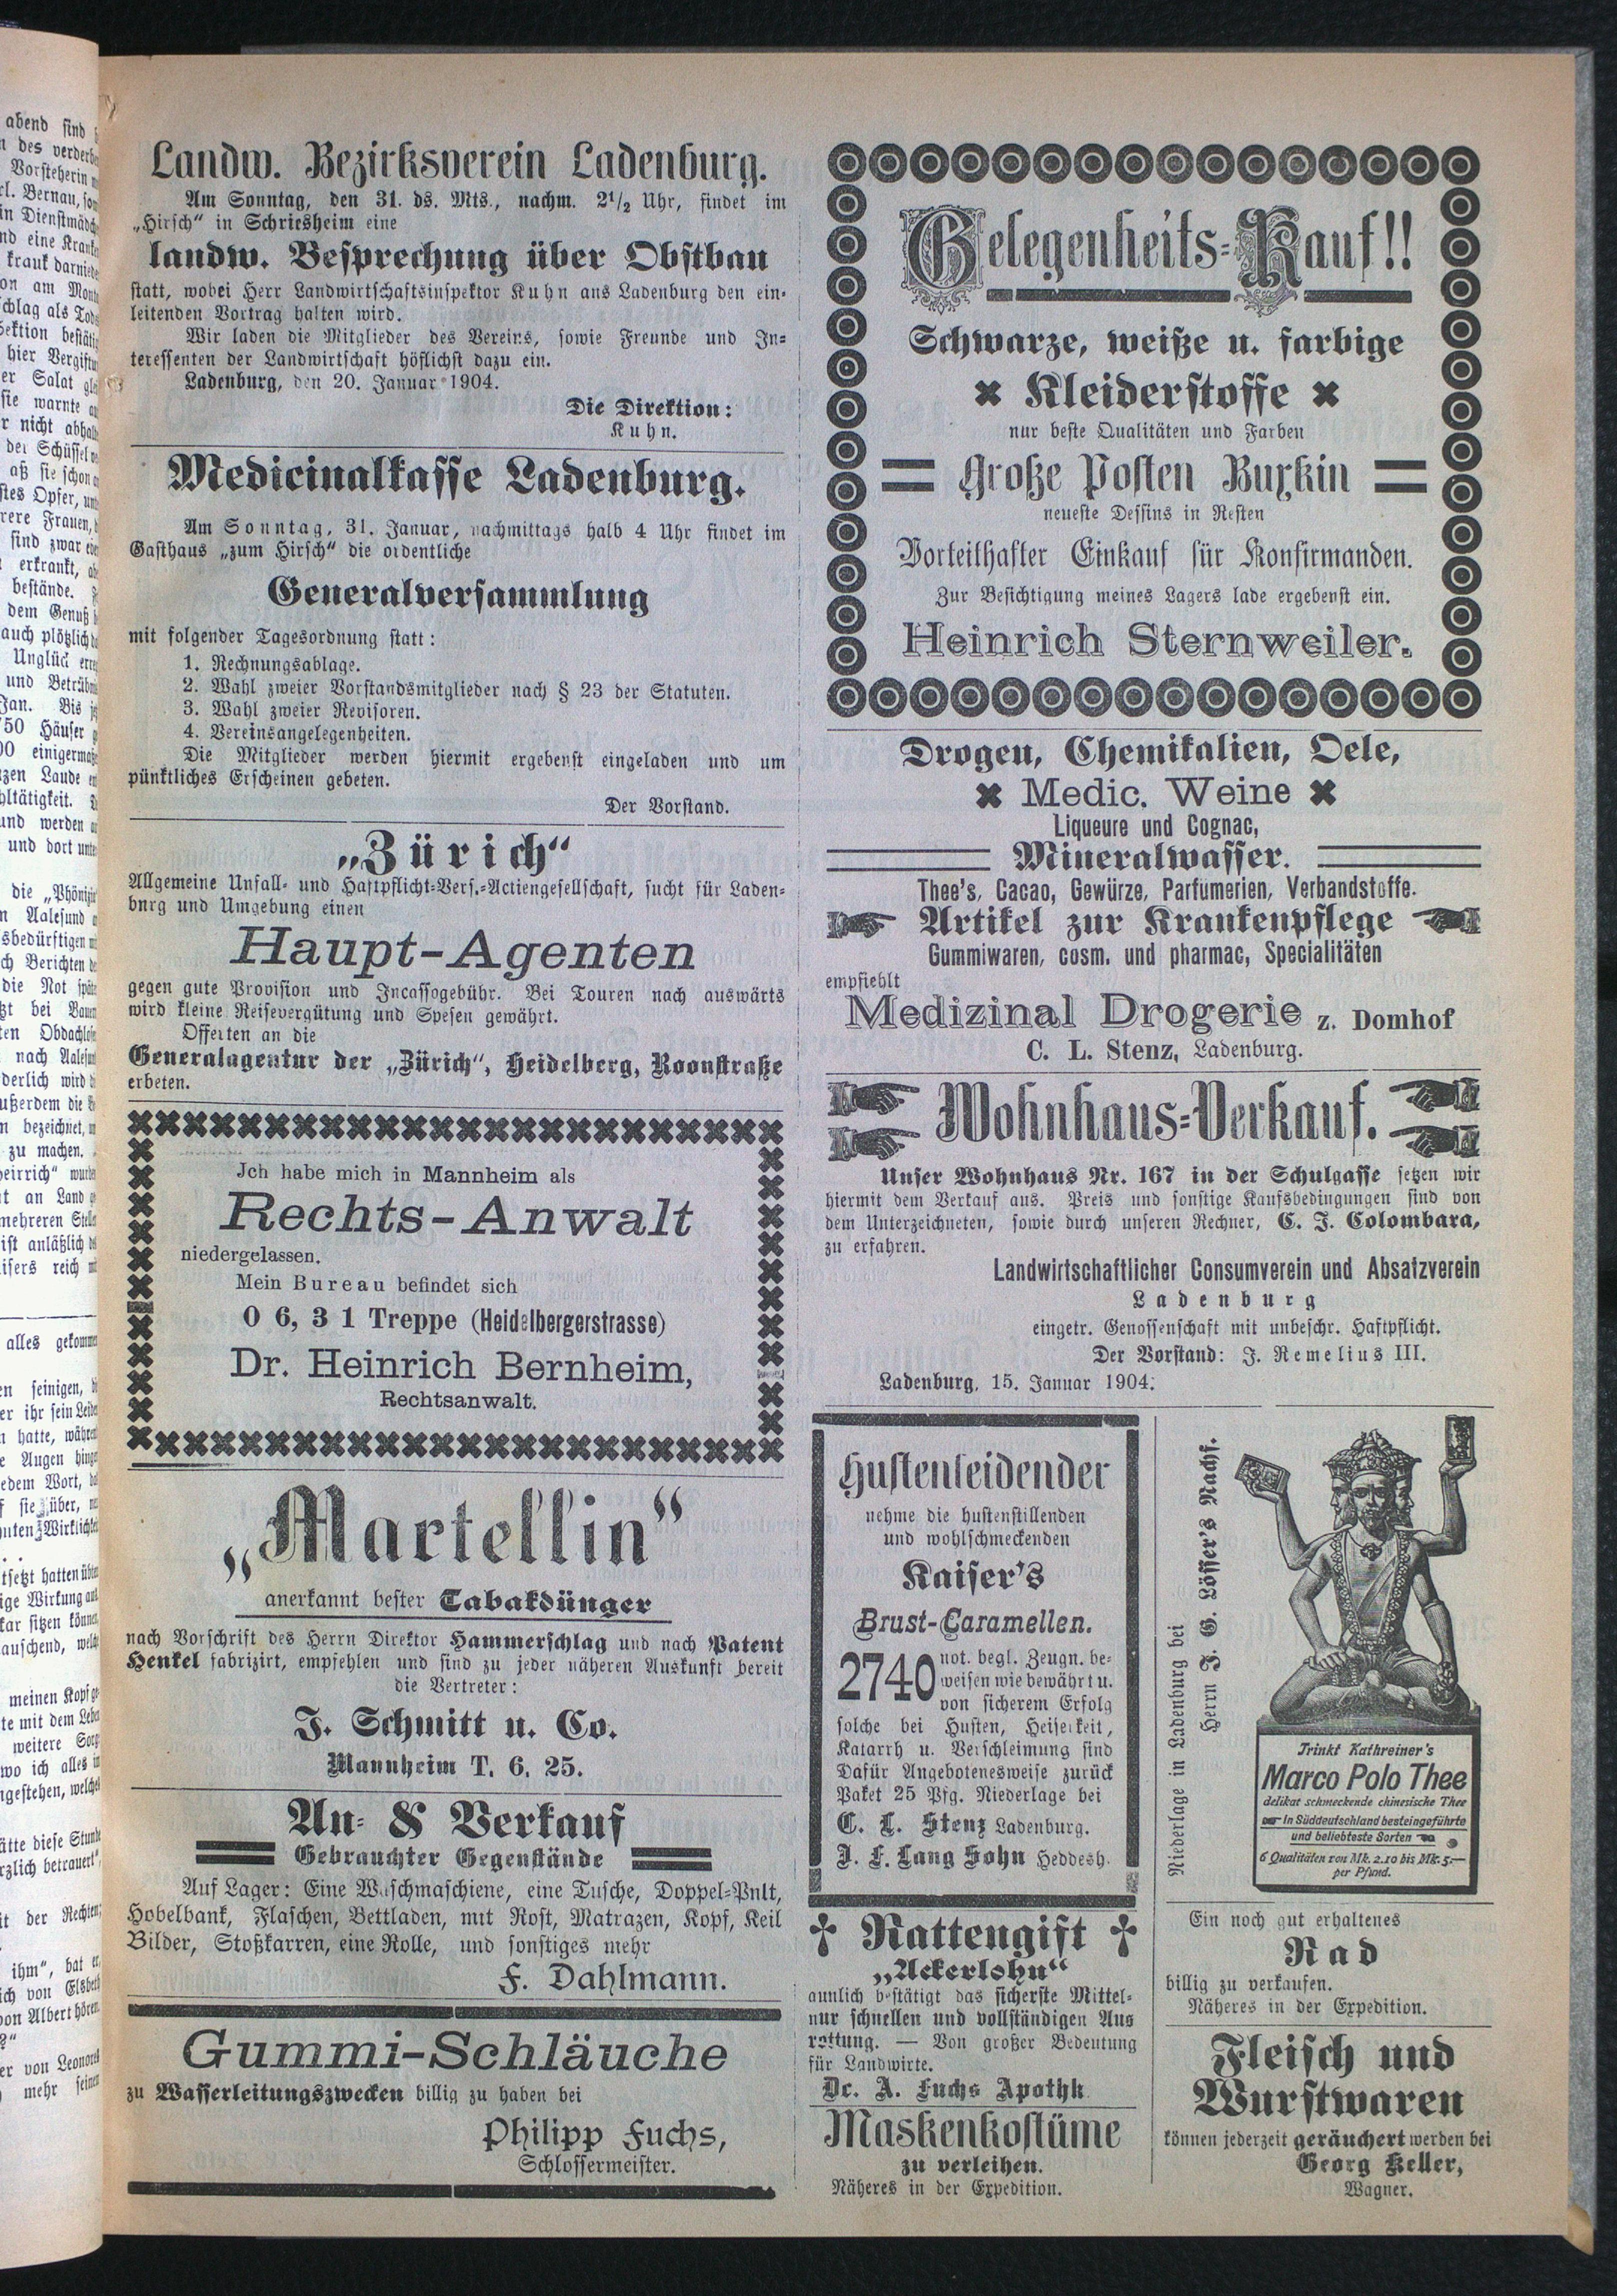 Landw. Bezirksverein Ladenburg.
Am Sonntag, den 31. ds. Mts., nachm. 2 1/2 Uhr, findet im
„Hirsch“ in Schriesheim eine
landw. Besprechung über Obstbau
statt, wobei Herr Landwirtschaftsinspektor Kuhn aus Ladenburg den ein-
leitenden Vortrag halten wird.
Wir laden die Mitglieder des Vereins, sowie Freunde und In-
teressenten der Landwirtschaft höflichst dazu ein.
Ladenburg, den 20. Januar 1904.
Die Direktion:
Kuhn.
Medicinalkasse Ladenburg.
Am Sonntag, 31. Januar, nachmittags halb 4 Uhr findet im
Gasthaus „zum Hirsch“ die ordentliche
Generalversammlung
mit folgender Tagesordnung statt:
1. Rechnungsablage.
2. Wahl zweier Vorstandsmitglieder nach § 23 der Statuten.
3. Wahl zweier Revisoren.
4. Vereinsangelegenheiten.
Die Mitglieder werden hiermit ergebenst eingeladen und um
pünktliches Erscheinen gebeten.
Der Vorstand.
„Zürich“
Allgemeine Unfall- und Haftpflicht-Vers.-Actiengesellschaft, sucht für Laden-
burg und Umgebung einen
Haupt-Agenten
gegen gute Provision und Incassogebühr. Bei Touren nach auswärts
wird kleine Reisevergütung und Spesen gewährt.
Offerten an die
Generalagentur der „Zürich“, Heidelberg, Roonstraße
erbeten.
Ich habe mich in Mannheim als
Rechts-Anwalt
niedergelassen.
Mein Bureau befindet sich
O 6, 3 1 Treppe (Heidelbergerstrasse)
Dr. Heinrich Bernheim,
Rechtsanwalt.
„Martellin“
anerkannt bester Tabakdünger
nach Vorschrift des Herrn Direktor Hammerschlag und nach Patent
Henkel fabrizirt, empfehlen und sind zu jeder näheren Auskunft bereit
die Vertreter:
J. Schmitt u. Co.
Mannheim T. 6. 25.
An- & Verkauf
Gebrauchter Gegenstände
Auf Lager: Eine Waschmaschiene, eine Tusche, Doppel-Pult,
Hobelbank, Flaschen, Bettladen, mit Rost, Matrazen, Kopf, Keil
Bilder, Stoßkarren, eine Rolle, und sonstiges mehr
F. Dahlmann.
Gummi-Schläuche
zu Wasserleitungszwecken billig zu haben bei
Philipp Fuchs,
Schlossermeister.
Gelegenheits-Kauf!!
Schwarze, weiße u. farbige
Kleiderstoffe
nur beste Qualitäten und Farben
Große Posten Buxkin
neueste Dessins in Resten
Vorteilhafter Einkauf für Konfirmanden.
Zur Besichtigung meines Lagers lade ergebenst ein.
Heinrich Sternweiler.
Drogen, Chemikalien, Oele,
Medic. Weine
Liqueure und Cognac,
Mineralwasser.
Thee's, Cacao, Gewürze, Parfumerien, Verbandstoffe.
Artikel zur Krankenpflege
Gummiwaren, cosm. und pharmac, Specialitäten
empfiehlt
Medizinal Drogerie z. Domhof
C. L. Stenz, Ladenburg.
Wohnhaus-Verkauf.
Unser Wohnhaus Nr. 167 in der Schulgasse setzen wir
hiermit dem Verkauf aus. Preis und sonstige Kaufsbedingungen sind von
dem Unterzeichneten, sowie durch unseren Rechner, C. J. Colombara,
zu erfahren.
Landwirtschaftlicher Consumverein und Absatzverein
Ladenburg
eingetr. Genossenschaft mit unbeschr. Haftpflicht.
Der Vorstand: J. Remelius III.
Ladenburg, 15. Januar 1904.
Hustenleidender
nehme die hustenstillenden
und wohlschmeckenden
Kaiser's
Brust-Caramellen.
2740 not. begl. Zeugn. be-
weisen wie bewährt u.
von sicherem Erfolg
solche bei Husten, Heiserkeit,
Katarrh u. Verschleimung sind
Dafür Angebotenesweise zurück
Paket 25 Pfg. Niederlage bei
C. L. Stenz Ladenburg.
J. F. Lang Sohn Heddesh.
Rattengift
„Ackerlohn“
amtlich bestätigt das sicherste Mittel-
nur schnellen und vollständigen Aus
rottung. — Von großer Bedeutung
für Landwirte.
Dr. A. Fuchs Apothk
Maskenkostüme
zu verleihen.
Näheres in der Expedition.
Niederlage in Ladenburg bei
Herrn J. G. Löffer's Nachf.
Trinkt Kathreiner's
Marco Polo Thee
delikat schmeckende chinesische Thee
In Süddeutschland besteingeführte
und beliebteste Sorten
6 Qualitäten von Mk. 2.10 bis Mk. 5.—
per Pfund.
Ein noch gut erhaltenes
Rad
billig zu verkaufen.
Näheres in der Expedition.
Fleisch und
Wurstwaren
können jederzeit geräuchert werden bei
Georg Keller,
Wagner.